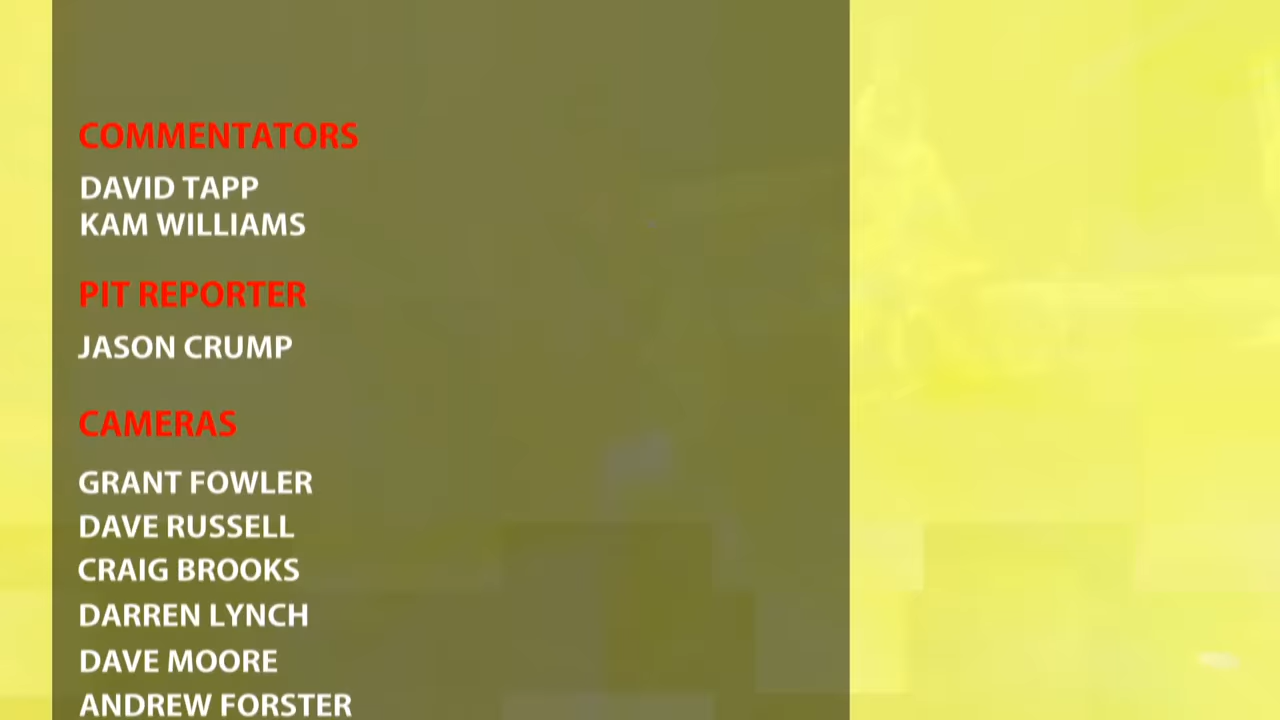 COMMENTATORS
DAVID TAPP
KAM WILLIAMS
PIT REPORTER
JASON CRUMP
CAMERAS
GRANT FOWLER
DAVE RUSSELL
CRAIG BROOKS
DARREN LYNCH
DAVE MOORE
ANDREW FORSTER